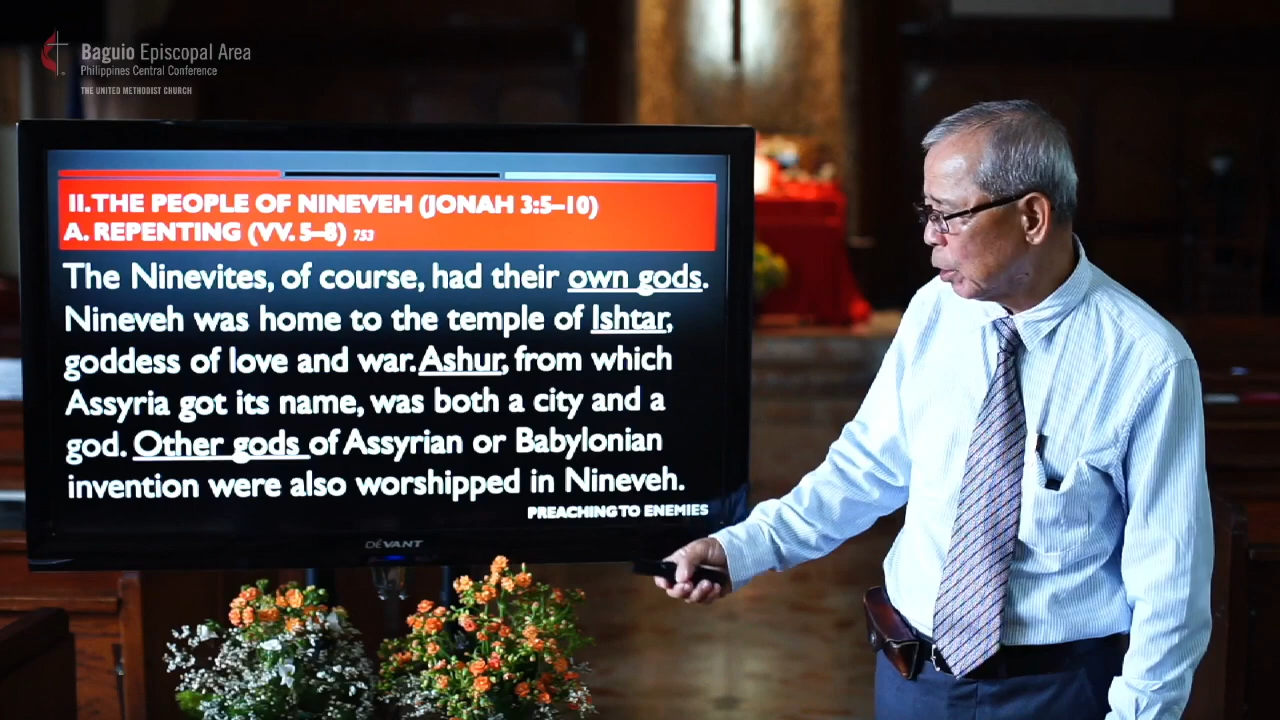 Baguio Episcopal Area
Philippines Central Conference
THE UNITED METHODIST CHURCH
II. THE PEOPLE OF NINEVEH (JONAH 3:5–10)
A. REPENTING (VV. 5–8) 753
The Ninevites, of course, had their own gods.
Nineveh was home to the temple of Ishtar,
goddess of love and war. Ashur, from which
Assyria got its name, was both a city and a
god. Other gods of Assyrian or Babylonian
invention were also worshipped in Nineveh.
PREACHING TO ENEMIES
DEVANT